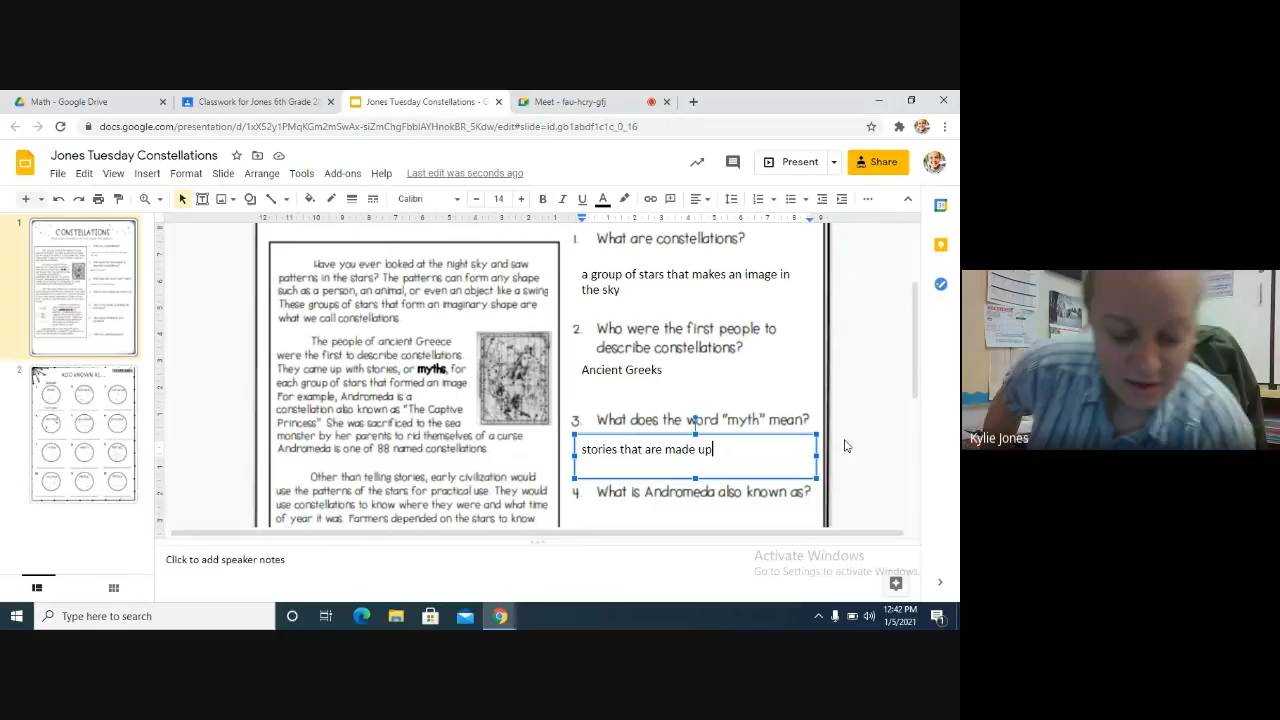 Math - Google Drive
Classwork for Jones 6th Grade 2
Jones Tuesday Constellations - G
Meet - fau-hcry-gfj
docs.google.com/presentation/d/1xX52y1PMqKGm2mSwAx-siZmChgFbblAYHnokBR_5Kdw/edit#slide=id.gb1abdf1c1c_0_16
Jones Tuesday Constellations
File Edit View Insert Format Slide Arrange Tools Add-ons Help Last edit was seconds ago
Present
Share
Calibri
14
1
CONSTELLATIONS
2
ALSO KNOWN AS...
Have you ever looked at the night sky and saw
patterns in the stars? The patterns can form any shape
such as a person, an animal, or even an object like a swing.
These groups of stars that form an imaginary shape are
what we call constellations.
The people of ancient Greece
were the first to describe constellations.
They came up with stories, or myths, for
each group of stars that formed an image.
For example, Andromeda is a
constellation also known as "The Captive
Princess". She was sacrificed to the sea
monster by her parents to rid themselves of a curse.
Andromeda is one of 88 named constellations.
Other than telling stories, early civilization would
use the patterns of the stars for practical use. They would
use constellations to know where they were and what time
of year it was. Farmers depended on the stars to know
1. What are constellations?
a group of stars that makes an image in
the sky
2. Who were the first people to
describe constellations?
Ancient Greeks
3. What does the word "myth" mean?
stories that are made up
4. What is Andromeda also known as?
Click to add speaker notes
Activate Windows
Go to Settings to activate Windows.
Type here to search
12:42 PM
1/5/2021
Kylie Jones